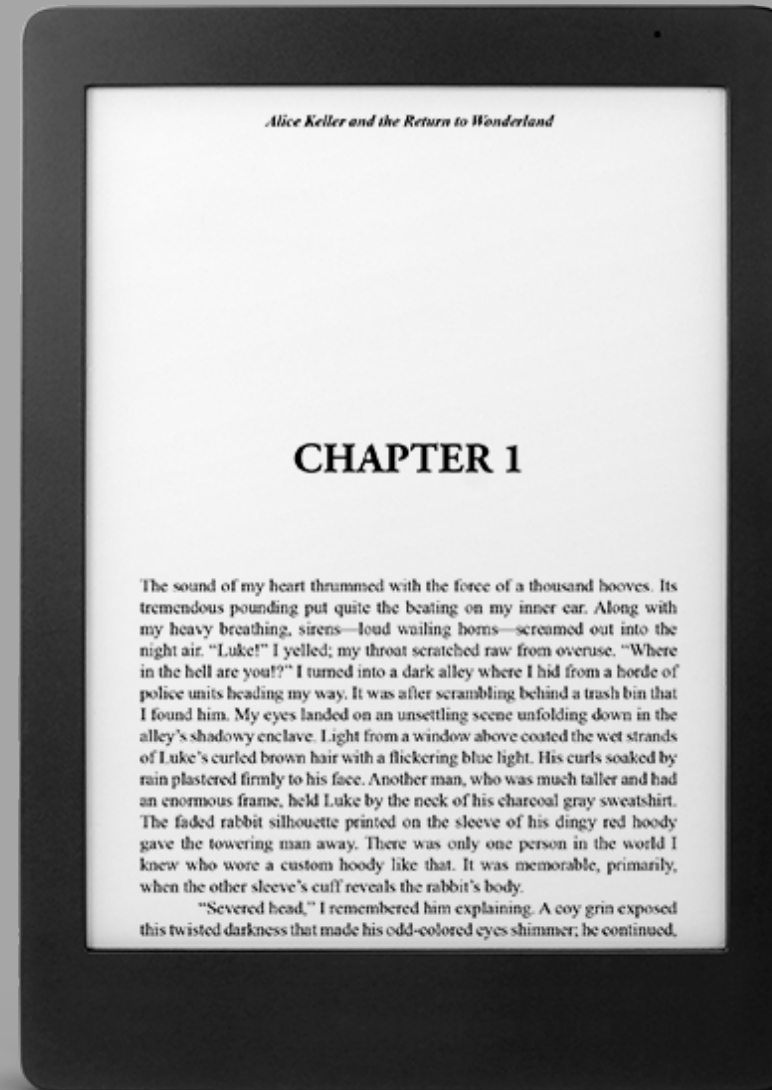 Alice Keller and the Return to Wonderland
CHAPTER 1
The sound of my heart thrummed with the force of a thousand hooves. Its
tremendous pounding put quite the beating on my inner ear. Along with
my heavy breathing, sirens—loud wailing horns—screamed out into the
night air. “Luke!” I yelled; my throat scratched raw from overuse. “Where
in the hell are you!?” I turned into a dark alley where I hid from a horde of
police units heading my way. It was after scrambling behind a trash bin that
I found him. My eyes landed on an unsettling scene unfolding down in the
alley’s shadowy enclave. Light from a window above coated the wet strands
of Luke’s curled brown hair with a flickering blue light. His curls soaked by
rain plastered firmly to his face. Another man, who was much taller and had
an enormous frame, held Luke by the neck of his charcoal gray sweatshirt.
The faded rabbit silhouette printed on the sleeve of his dingy red hoody
gave the towering man away. There was only one person in the world I
knew who wore a custom hoody like that. It was memorable, primarily,
when the other sleeve’s cuff reveals the rabbit’s body.
“Severed head,” I remembered him explaining. A coy grin exposed
this twisted darkness that made his odd-colored eyes shimmer; he continued,